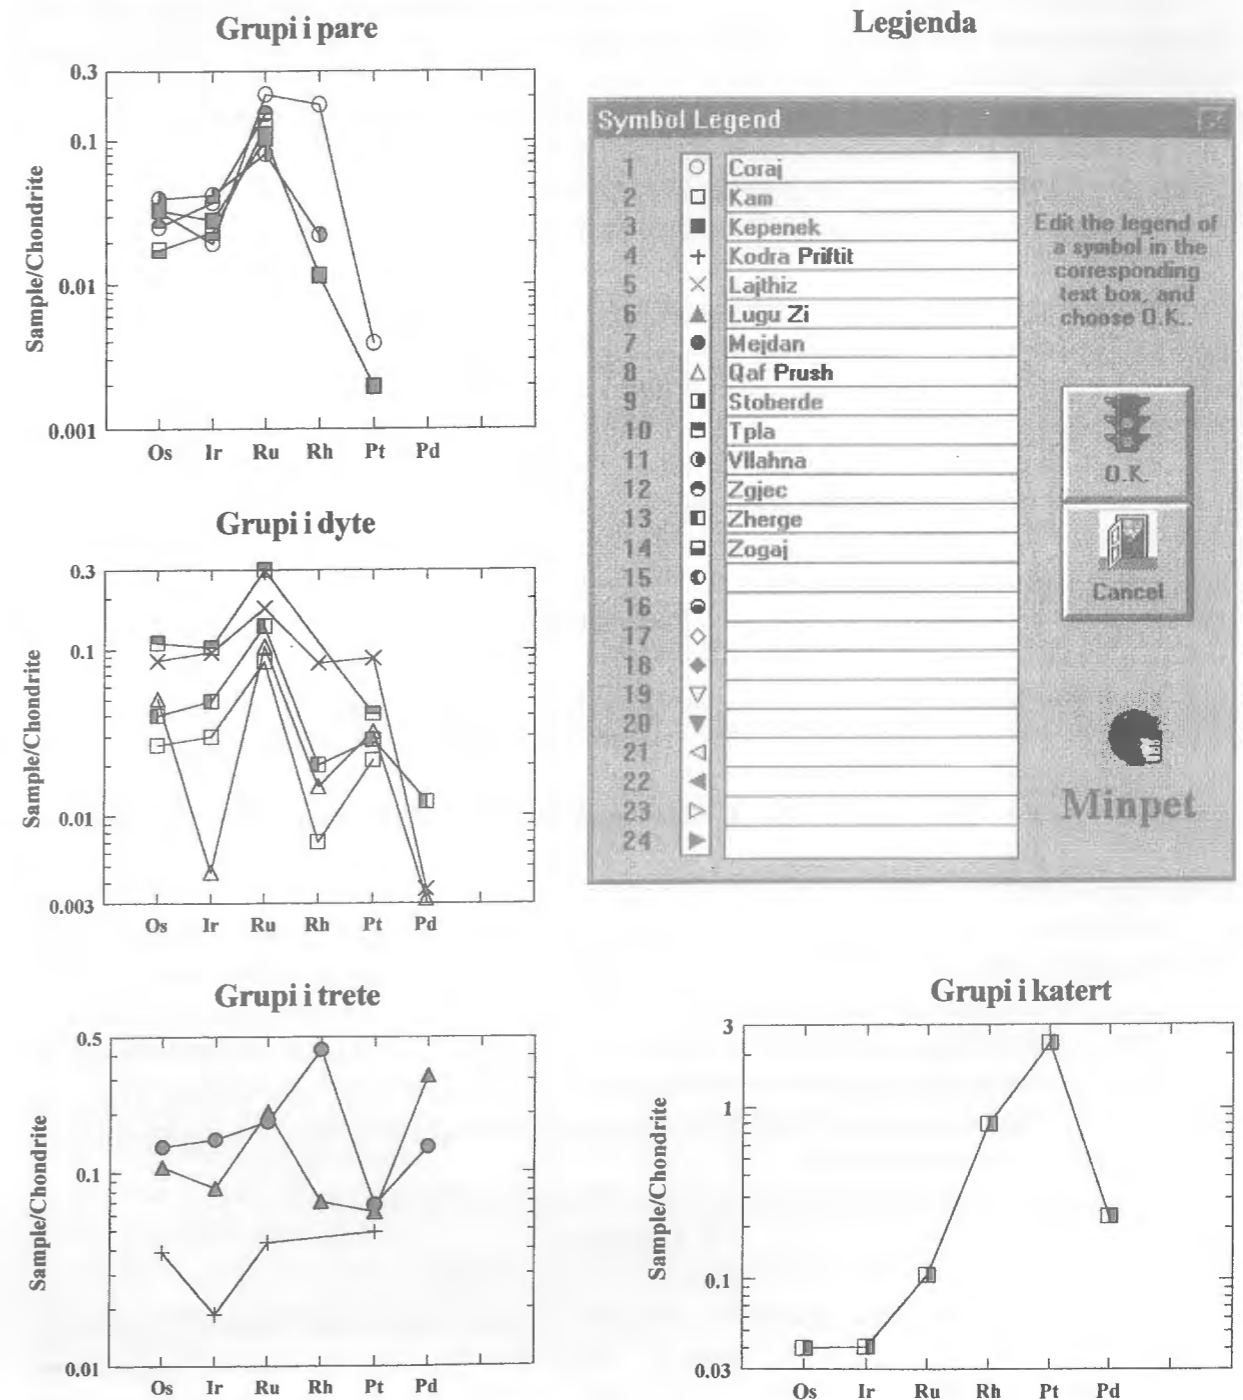 Grupi i pare
Sample/Chondrite
0.3
0.1
0.01
0.001
Os Ir Ru Rh Pt Pd
Legjenda
Symbol Legend
1 Coraj
2 Kam
3 Kepenek
4 Kodra Priftit
5 Lajthiz
6 Lugu Zi
7 Mejdan
8 Qaf Prush
9 Stoberde
10 Tpla
11 Vllahna
12 Zgjec
13 Zherge
14 Zogaj
15
16
17
18
19
20
21
22
23
24
Edit the legend of
a symbol in the
corresponding
text box, and
choose O.K..
O.K.
Cancel
Minpet
Grupi i dyte
Sample/Chondrite
0.3
0.1
0.01
0.003
Os Ir Ru Rh Pt Pd
Grupi i trete
Sample/Chondrite
0.5
0.1
0.01
Os Ir Ru Rh Pt Pd
Grupi i katert
Sample/Chondrite
3
1
0.1
0.03
Os Ir Ru Rh Pt Pd